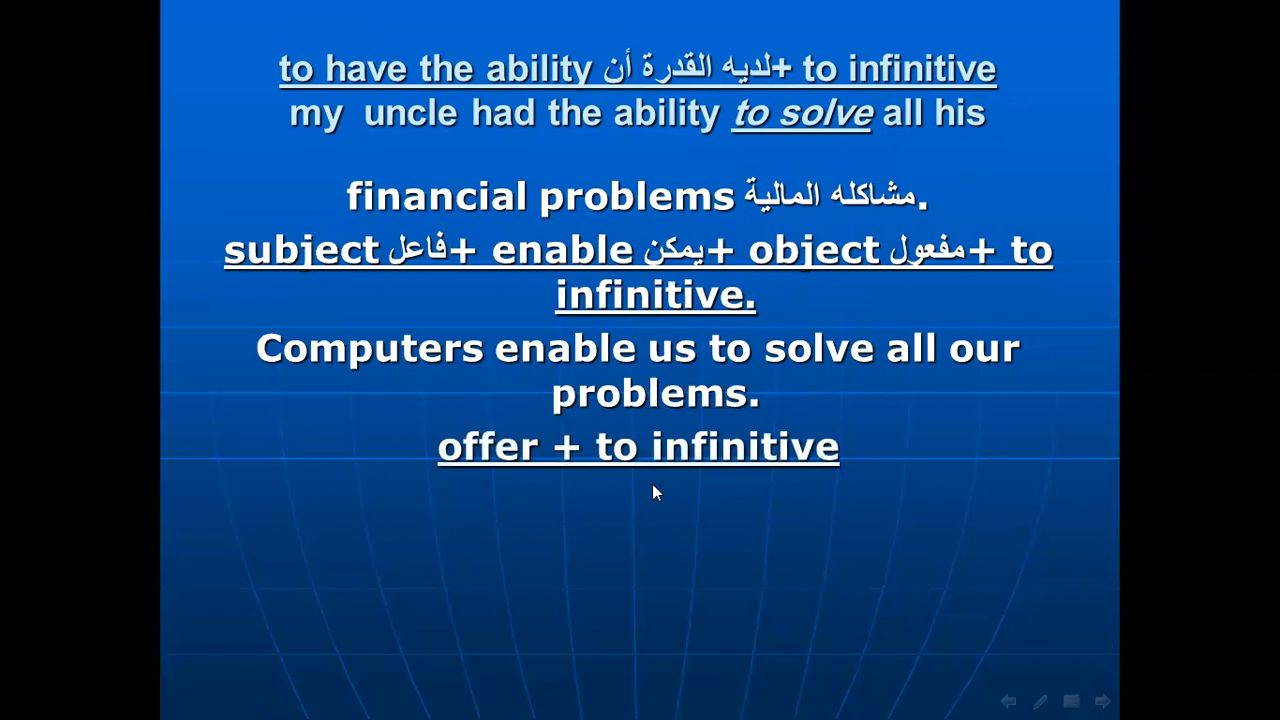 to have the ability لديه القدرة أن+ to infinitive
my uncle had the ability to solve all his
financial problems مشاكله المالية.
subject فاعل+ enable يمكن+ object مفعول+ to
infinitive.
Computers enable us to solve all our
problems.
offer + to infinitive